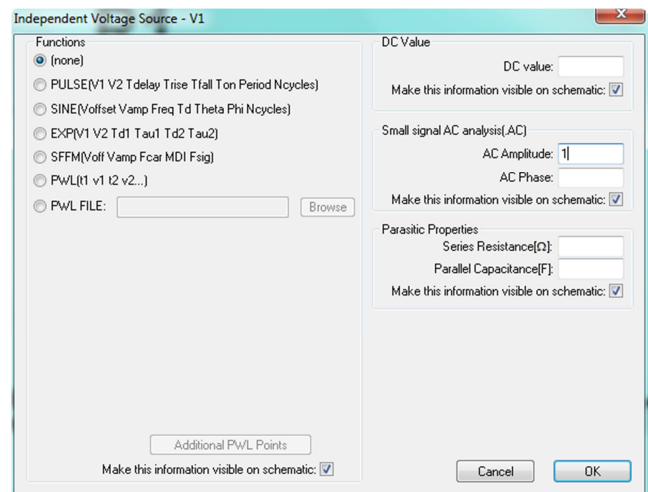 Independent Voltage Source - V1
Functions
(none)
PULSE(V1 V2 Tdelay Trise Tfall Ton Period Ncycles)
SINE(Voffset Vamp Freq Td Theta Phi Ncycles)
EXP(V1 V2 Td1 Tau1 Td2 Tau2)
SFFM(Voff Vamp Fcar MDI Fsig)
PWL(t1 v1 t2 v2...)
PWL FILE:
Browse
Additional PWL Points
Make this information visible on schematic:
DC Value
DC value:
Make this information visible on schematic:
Small signal AC analysis(.AC)
AC Amplitude: 1
AC Phase:
Make this information visible on schematic:
Parasitic Properties
Series Resistance[Ω]:
Parallel Capacitance[F]:
Make this information visible on schematic:
Cancel
OK